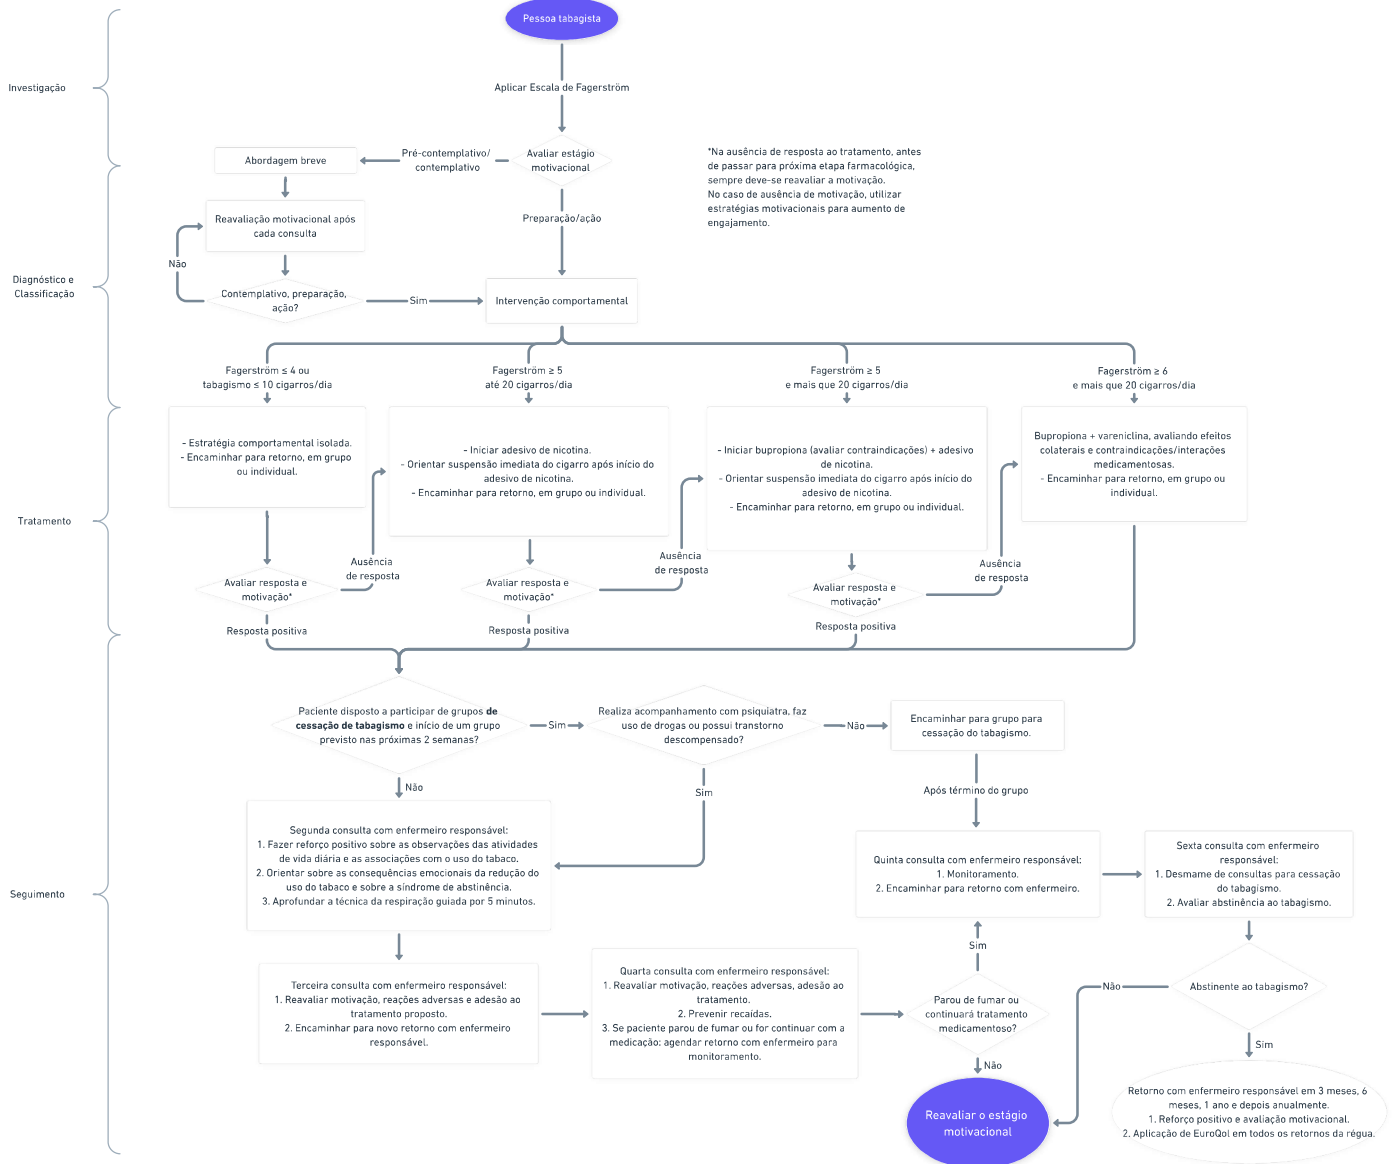 Pessoa tabagista
Investigação
Aplicar Escala de Fagerström
Avaliar estágio
motivacional
Pré-contemplativo/
contemplativo
Abordagem breve
*Na ausência de resposta ao tratamento, antes
de passar para próxima etapa farmacológica,
sempre deve-se reavaliar a motivação.
No caso de ausência de motivação, utilizar
estratégias motivacionais para aumento de
engajamento.
Preparação/ação
Reavaliação motivacional após
cada consulta
Não
Diagnóstico e
Classificação
Contemplativo, preparação,
ação?
Sim
Intervenção comportamental
Fagerström ≤ 4 ou
tabagismo ≤ 10 cigarros/dia
Fagerström ≥ 5
até 20 cigarros/dia
Fagerström ≥ 5
e mais que 20 cigarros/dia
Fagerström ≥ 6
e mais que 20 cigarros/dia
Tratamento
- Estratégia comportamental isolada.
- Encaminhar para retorno, em grupo
ou individual.
- Iniciar adesivo de nicotina.
- Orientar suspensão imediata do cigarro após início do
adesivo de nicotina.
- Encaminhar para retorno, em grupo ou individual.
- Iniciar bupropiona (avaliar contraindicações) + adesivo
de nicotina.
- Orientar suspensão imediata do cigarro após início do
adesivo de nicotina.
- Encaminhar para retorno, em grupo ou individual.
Bupropiona + vareniclina, avaliando efeitos
colaterais e contraindicações/interações
medicamentosas.
- Encaminhar para retorno, em grupo ou
individual.
Ausência
de resposta
Ausência
de resposta
Ausência
de resposta
Avaliar resposta e
motivação*
Avaliar resposta e
motivação*
Avaliar resposta e
motivação*
Resposta positiva
Resposta positiva
Resposta positiva
Seguimento
Paciente disposto a participar de grupos de
cessação de tabagismo e início de um grupo
previsto nas próximas 2 semanas?
Sim
Realiza acompanhamento com psiquiatra, faz
uso de drogas ou possui transtorno
descompensado?
Não
Encaminhar para grupo para
cessação do tabagismo.
Não
Sim
Após término do grupo
Segunda consulta com enfermeiro responsável:
1. Fazer reforço positivo sobre as observações das atividades
de vida diária e as associações com o uso do tabaco.
2. Orientar sobre as consequências emocionais da redução do
uso do tabaco e sobre a síndrome de abstinência.
3. Aprofundar a técnica da respiração guiada por 5 minutos.
Quinta consulta com enfermeiro responsável:
1. Monitoramento.
2. Encaminhar para retorno com enfermeiro.
Sexta consulta com enfermeiro
responsável:
1. Desmame de consultas para cessação
do tabagismo.
2. Avaliar abstinência ao tabagismo.
Terceira consulta com enfermeiro responsável:
1. Reavaliar motivação, reações adversas e adesão ao
tratamento proposto.
2. Encaminhar para novo retorno com enfermeiro
responsável.
Quarta consulta com enfermeiro responsável:
1. Reavaliar motivação, reações adversas, adesão ao
tratamento.
2. Prevenir recaídas.
3. Se paciente parou de fumar ou for continuar com a
medicação: agendar retorno com enfermeiro para
monitoramento.
Sim
Parou de fumar ou
continuará tratamento
medicamentoso?
Não
Não
Abstinente ao tabagismo?
Sim
Reavaliar o estágio
motivacional
Retorno com enfermeiro responsável em 3 meses, 6
meses, 1 ano e depois anualmente.
1. Reforço positivo e avaliação motivacional.
2. Aplicação de EuroQol em todos os retornos da régua.